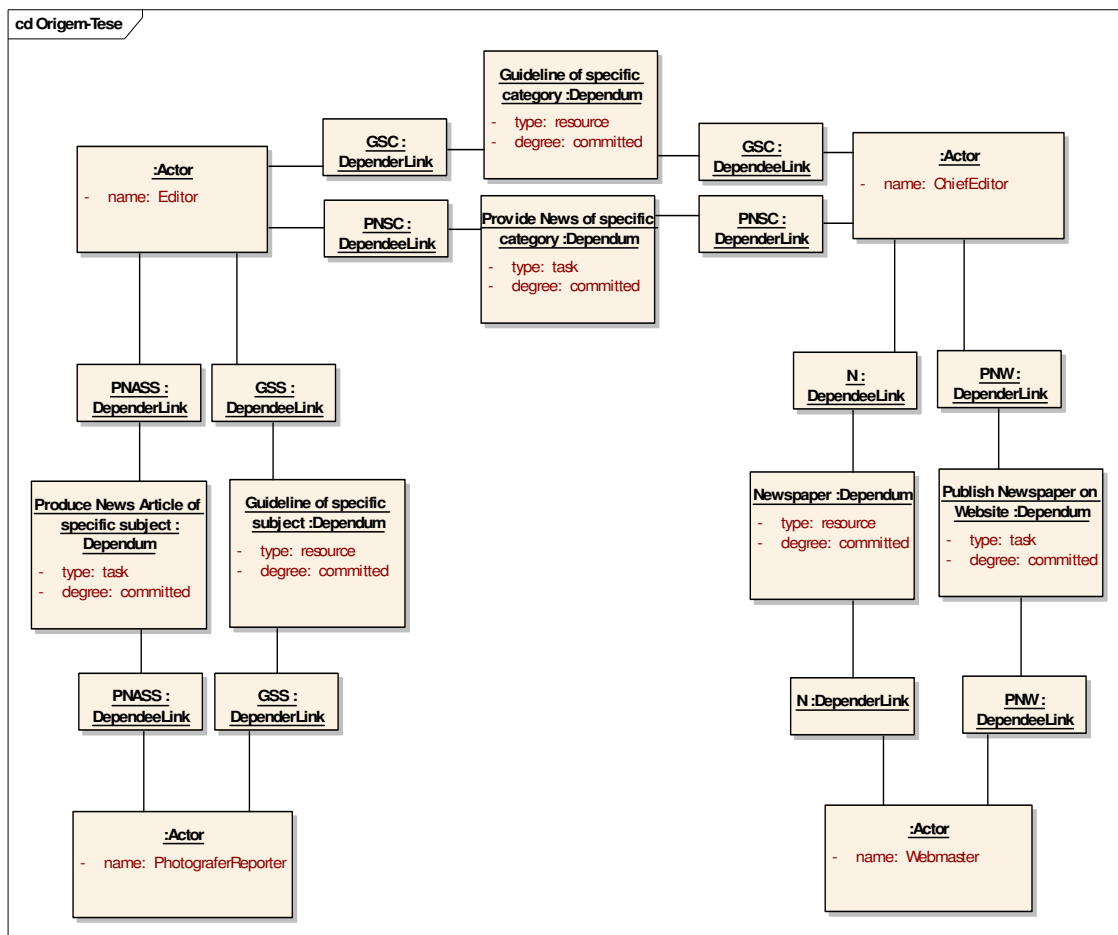 cd Origem-Tese
Guideline of specific
category :Dependum
- type: resource
- degree: committed
GSC :
DependerLink
GSC :
DependeeLink
:Actor
- name: Editor
:Actor
- name: ChiefEditor
PNSC :
DependeeLink
Provide News of specific
category :Dependum
- type: task
- degree: committed
PNSC :
DependerLink
PNASS :
DependerLink
GSS :
DependeeLink
N :
DependeeLink
PNW :
DependerLink
Produce News Article of
specific subject :
Dependum
- type: task
- degree: committed
Guideline of specific
subject :Dependum
- type: resource
- degree: committed
Newspaper :Dependum
- type: resource
- degree: committed
Publish Newspaper on
Website :Dependum
- type: task
- degree: committed
PNASS :
DependeeLink
GSS :
DependerLink
N :DependerLink
PNW :
DependeeLink
:Actor
- name: PhotograferReporter
:Actor
- name: Webmaster